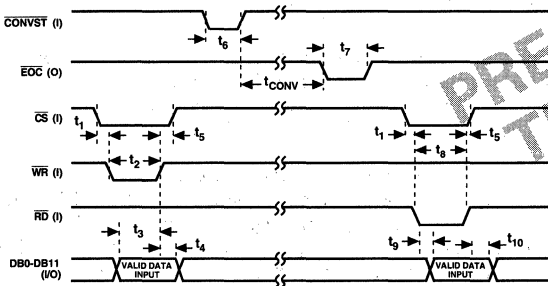 CONVST (I)
t6
t7
EOC (O)
tCONV
PRE
T
CS (I)
t1
t5
t1
t5
t2
t8
WR (I)
RD (I)
t3
t4
t9
t10
DB0-DB11
(I/O)
VALID DATA
INPUT
VALID DATA
INPUT